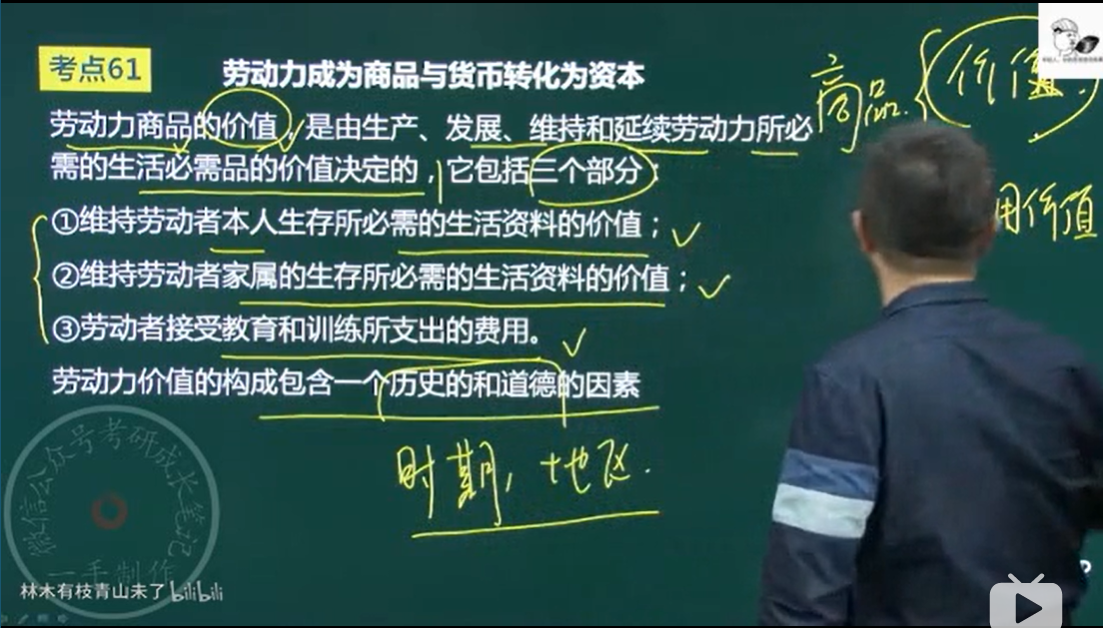 考点61
劳动力成为商品与货币转化为资本
劳动力商品的价值，是由生产、发展、维持和延续劳动力所必
需的生活必需品的价值决定的，它包括三个部分：
①维持劳动者本人生存所必需的生活资料的价值；
②维持劳动者家属的生存所必需的生活资料的价值；
③劳动者接受教育和训练所支出的费用。
劳动力价值的构成包含一个历史的和道德的因素
时期，地区.
商品.
价值.
用价值
微信公众号考研成长笔记
一手制作
林木有枝青山未了 bilibili